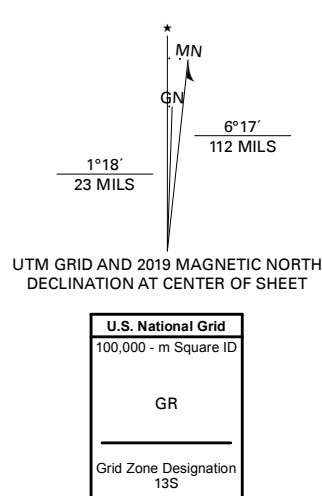 ★
MN
GN
6°17´
112 MILS
1°18´
23 MILS
UTM GRID AND 2019 MAGNETIC NORTH
DECLINATION AT CENTER OF SHEET
U.S. National Grid
100,000 - m Square ID
GR
Grid Zone Designation
13S